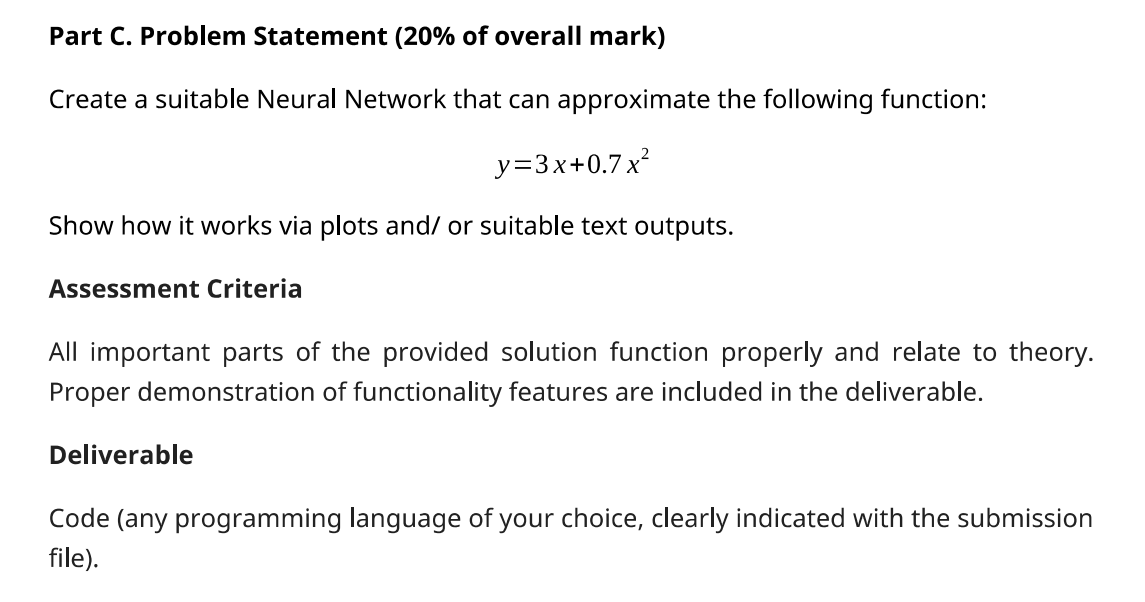 Part C. Problem Statement (20% of overall mark)
Create a suitable Neural Network that can approximate the following function:
y=3x+0.7x²
Show how it works via plots and/ or suitable text outputs.
Assessment Criteria
All important parts of the provided solution function properly and relate to theory.
Proper demonstration of functionality features are included in the deliverable.
Deliverable
Code (any programming language of your choice, clearly indicated with the submission
file).